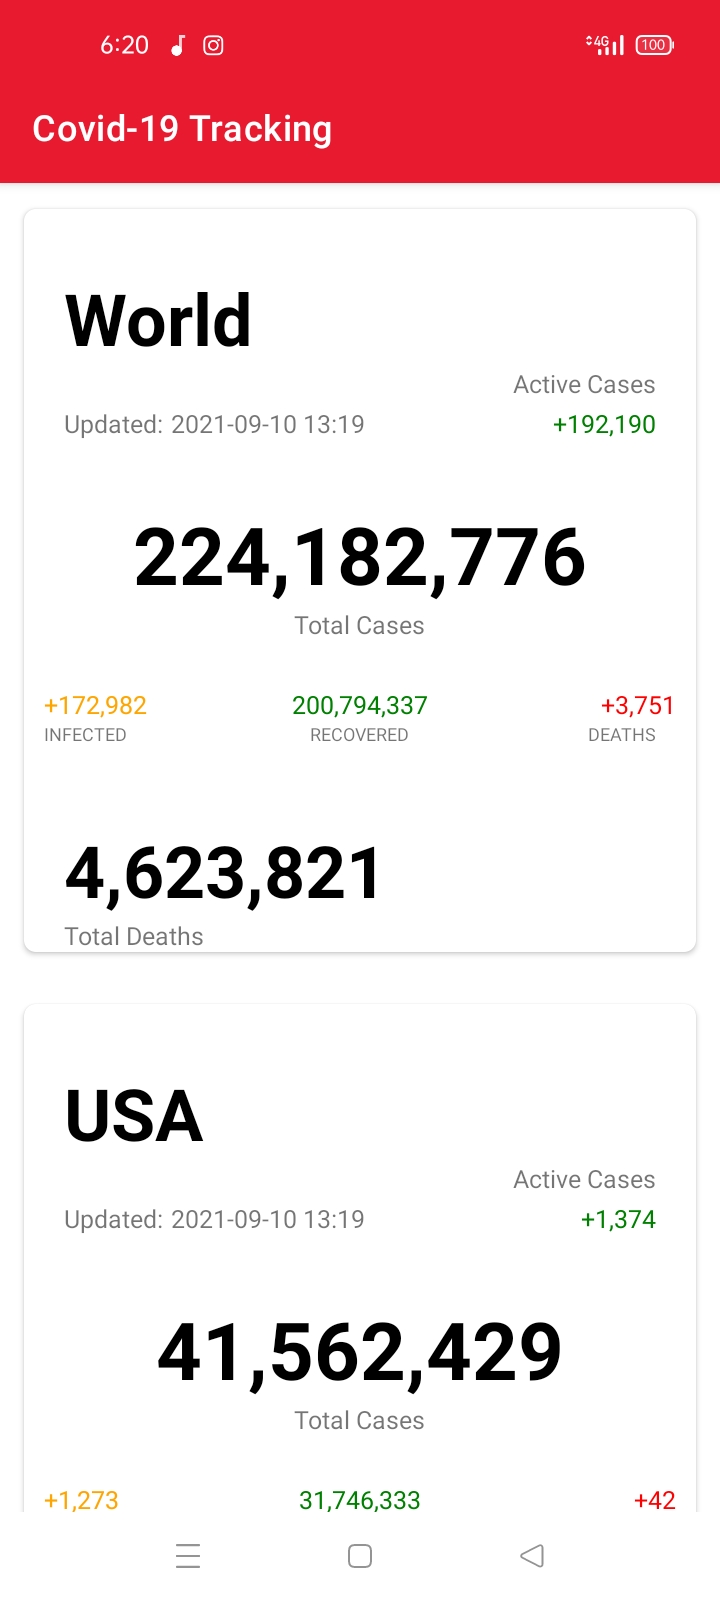 6:20
4G
100
Covid-19 Tracking
World
Active Cases
Updated: 2021-09-10 13:19
+192,190
224,182,776
Total Cases
+172,982 200,794,337 +3,751
INFECTED RECOVERED DEATHS
4,623,821
Total Deaths
USA
Active Cases
Updated: 2021-09-10 13:19
+1,374
41,562,429
Total Cases
+1,273 31,746,333 +42